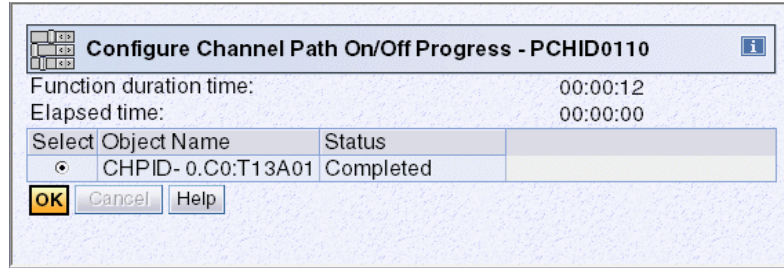 Configure Channel Path On/Off Progress - PCHID0110
i
Function duration time: 00:00:12
Elapsed time: 00:00:00
Select Object Name Status
CHPID- 0.C0:T13A01 Completed
OK Cancel Help